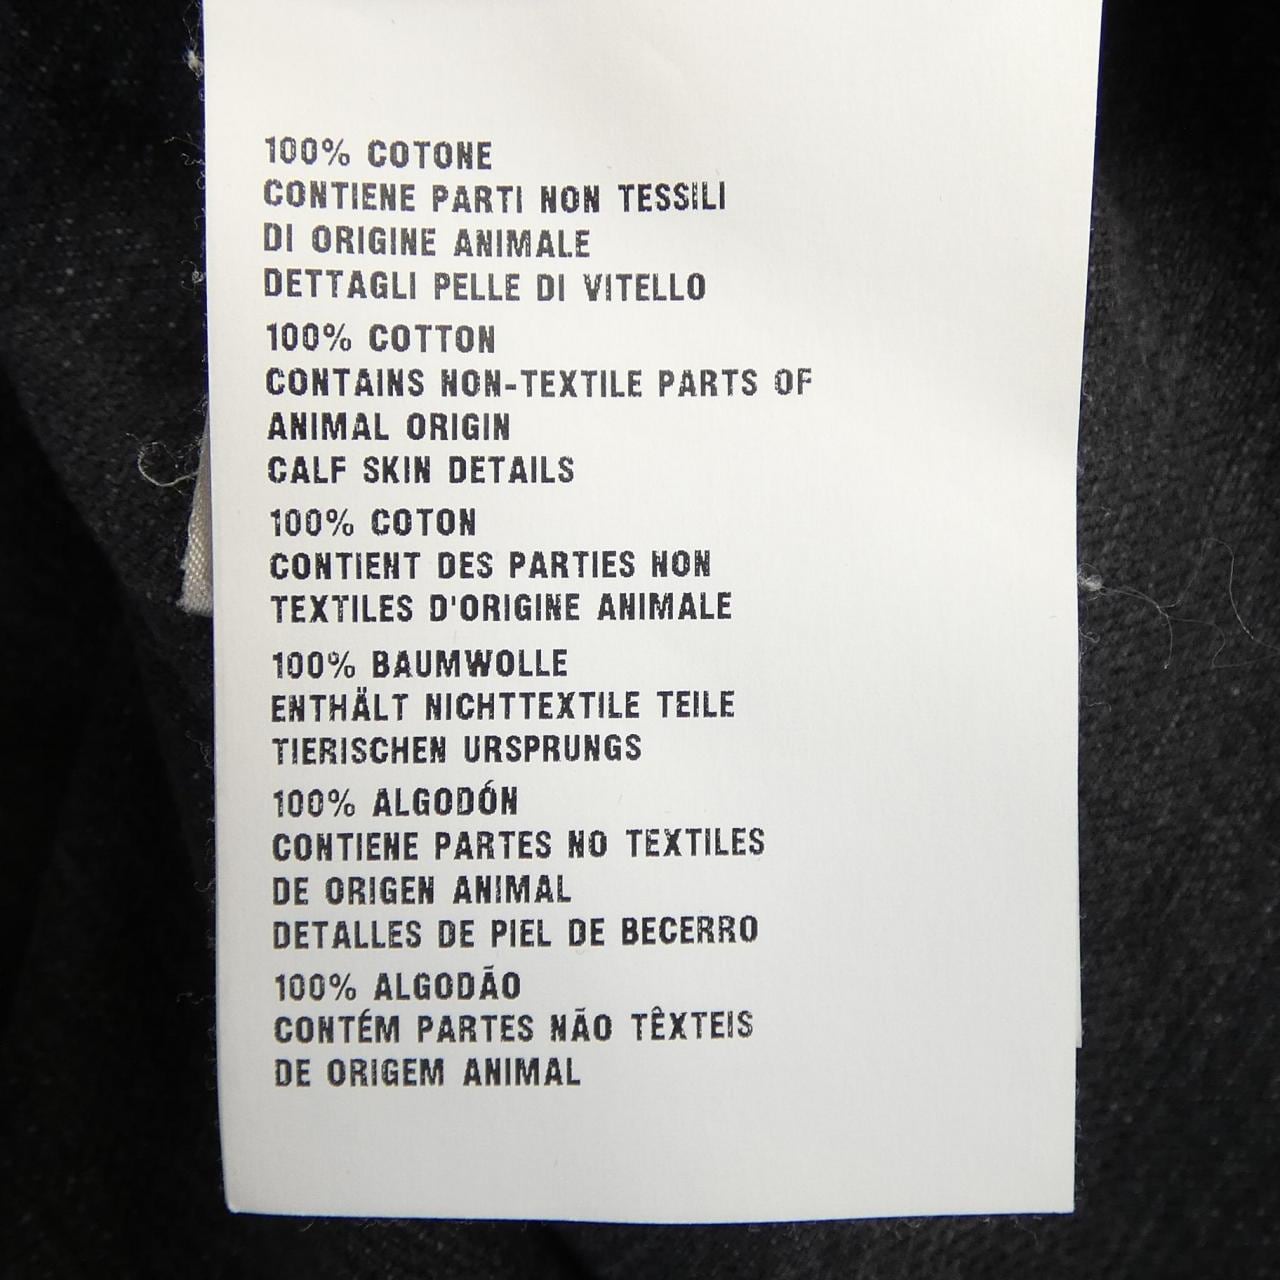 100% COTONE
CONTIENE PARTI NON TESSILI
DI ORIGINE ANIMALE
DETTAGLI PELLE DI VITELLO
100% COTTON
CONTAINS NON-TEXTILE PARTS OF
ANIMAL ORIGIN
CALF SKIN DETAILS
100% COTON
CONTIENT DES PARTIES NON
TEXTILES D'ORIGINE ANIMALE
100% BAUMWOLLE
ENTHÄLT NICHTTEXTILE TEILE
TIERISCHEN URSPRUNGS
100% ALGODÓN
CONTIENE PARTES NO TEXTILES
DE ORIGEN ANIMAL
DETALLES DE PIEL DE BECERRO
100% ALGODÃO
CONTÉM PARTES NÃO TÊXTEIS
DE ORIGEM ANIMAL